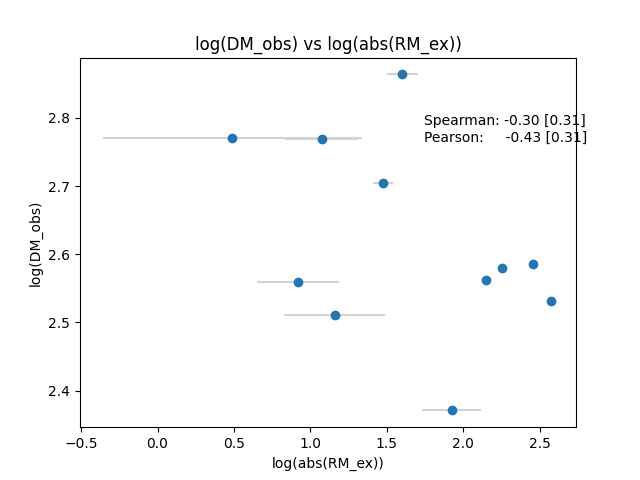 log(DM_obs) vs log(abs(RM_ex))
Spearman: -0.30 [0.31]
Pearson: -0.43 [0.31]
2.8
2.7
2.6
2.5
2.4
log(DM_obs)
−0.5 0.0 0.5 1.0 1.5 2.0 2.5
log(abs(RM_ex))